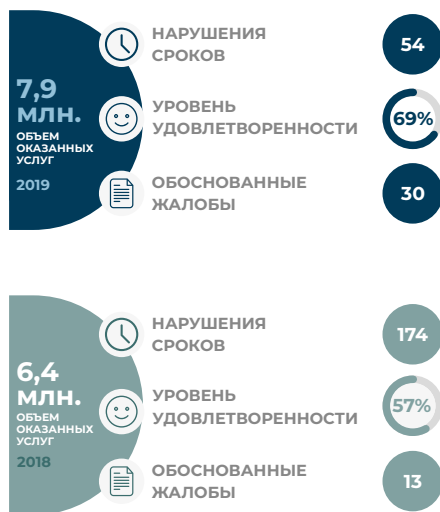 7,9
МЛН.
ОБЪЕМ
ОКАЗАННЫХ
УСЛУГ
2019
НАРУШЕНИЯ
СРОКОВ
54
УРОВЕНЬ
УДОВЛЕТВОРЕННОСТИ
69%
ОБОСНОВАННЫЕ
ЖАЛОБЫ
30
6,4
МЛН.
ОБЪЕМ
ОКАЗАННЫХ
УСЛУГ
2018
НАРУШЕНИЯ
СРОКОВ
174
УРОВЕНЬ
УДОВЛЕТВОРЕННОСТИ
57%
ОБОСНОВАННЫЕ
ЖАЛОБЫ
13